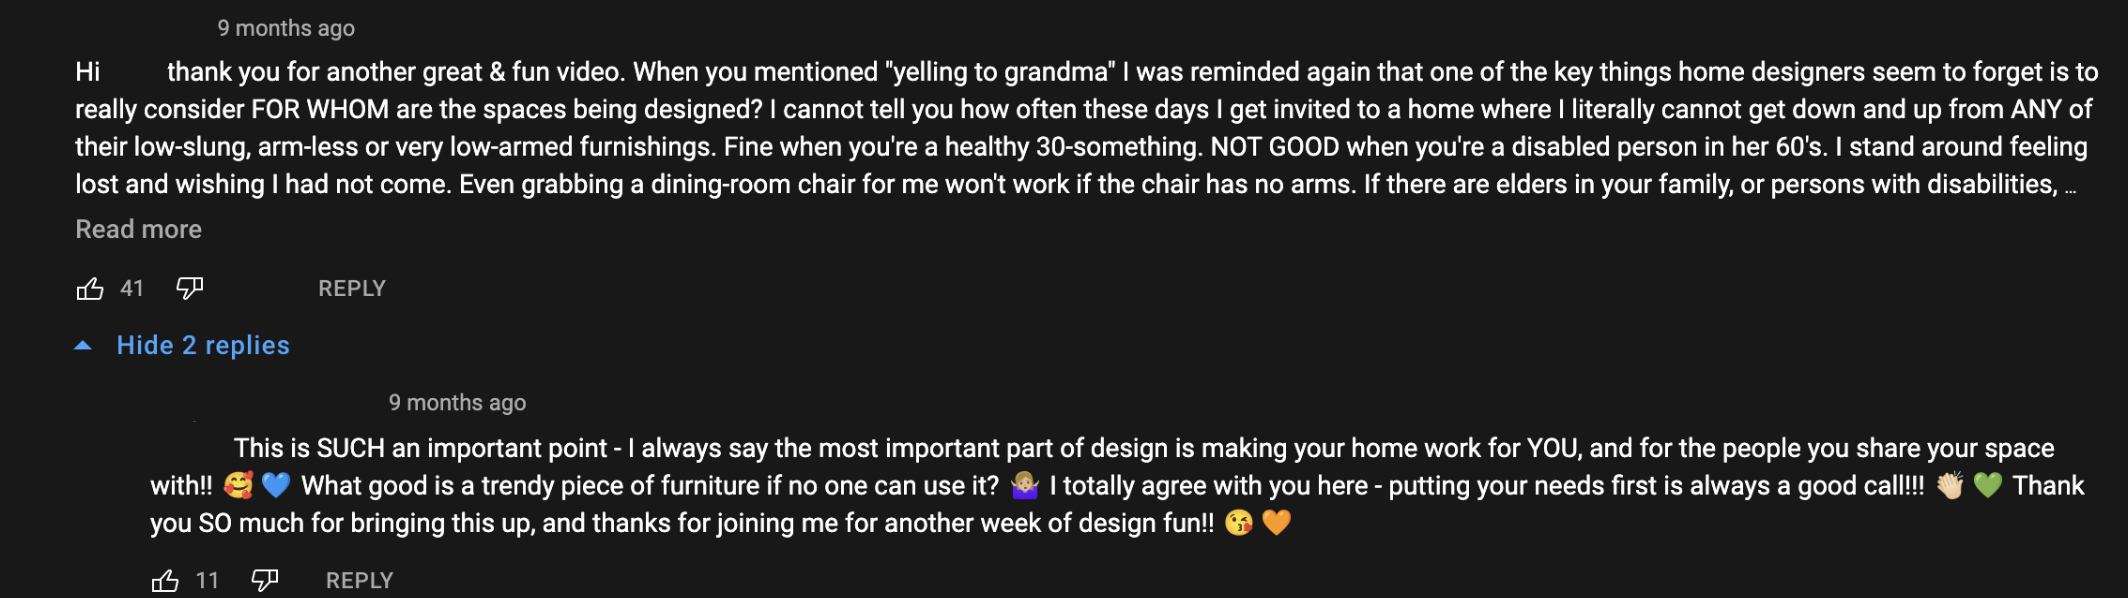 9 months ago
Hi thank you for another great & fun video. When you mentioned "yelling to grandma" I was reminded again that one of the key things home designers seem to forget is to
really consider FOR WHOM are the spaces being designed? I cannot tell you how often these days I get invited to a home where I literally cannot get down and up from ANY of
their low-slung, arm-less or very low-armed furnishings. Fine when you're a healthy 30-something. NOT GOOD when you're a disabled person in her 60's. I stand around feeling
lost and wishing I had not come. Even grabbing a dining-room chair for me won't work if the chair has no arms. If there are elders in your family, or persons with disabilities, ...
Read more
41 REPLY
Hide 2 replies
9 months ago
This is SUCH an important point - I always say the most important part of design is making your home work for YOU, and for the people you share your space
with!! 🥰 💙 What good is a trendy piece of furniture if no one can use it? 🤷🏼‍♀️ I totally agree with you here - putting your needs first is always a good call!!! 👏🏻 💚 Thank
you SO much for bringing this up, and thanks for joining me for another week of design fun!! 😘 🧡
11 REPLY